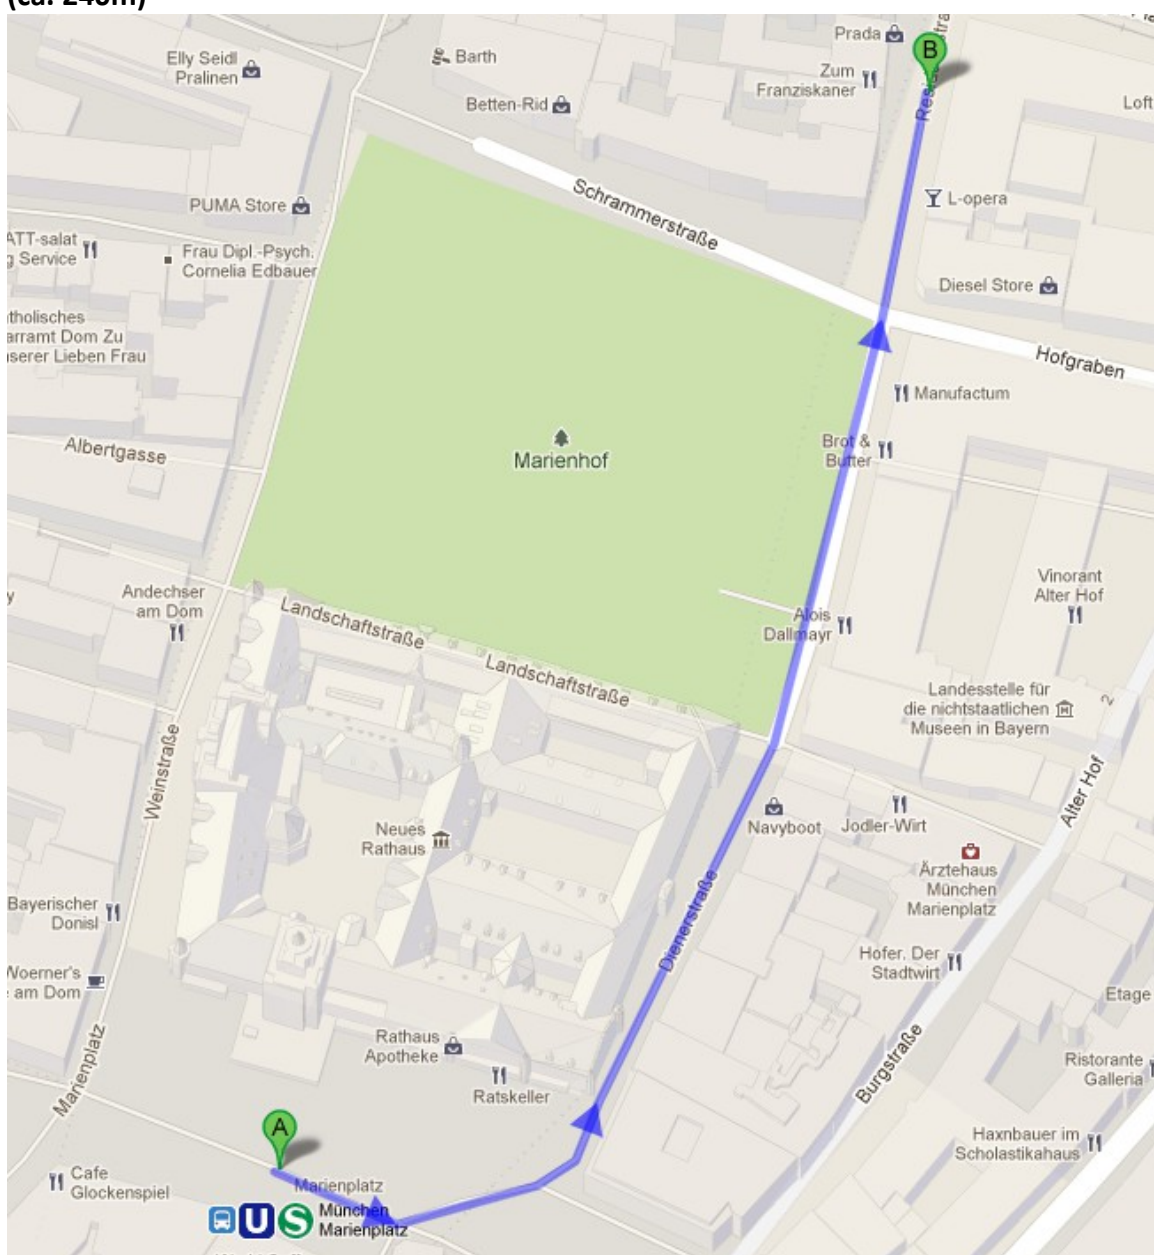 (ca. 240m)
Prada
B
Elly Seidl
Pralinen
Barth
Zum
Franziskaner
Betten-Rid
Loft
PUMA Store
Schrammerstraße
L-opera
ATT-salat
g Service
Frau Dipl.-Psych.
Cornelia Edbauer
Diesel Store
tholisches
arramt Dom Zu
nserer Lieben Frau
Hofgraben
Manufactum
Albertgasse
Marienhof
Brot &
Butter
Andechser
am Dom
Vinorant
Alter Hof
Landschaftstraße
Alois
Dallmayr
Landschaftstraße
Landesstelle für
die nichtstaatlichen
Museen in Bayern
2
Weinstraße
Alter Hof
Neues
Rathaus
Navyboot
Jodler-Wirt
Ärztehaus
München
Marienplatz
Bayerischer
Donisl
Dienerstraße
Hofer. Der
Stadtwirt
Woerner's
am Dom
Etage
Marienplatz
Rathaus
Apotheke
Burgstraße
Ristorante
Galleria
Ratskeller
A
Haxnbauer im
Scholastikahaus
Cafe
Glockenspiel
Marienplatz
U
S
München
Marienplatz